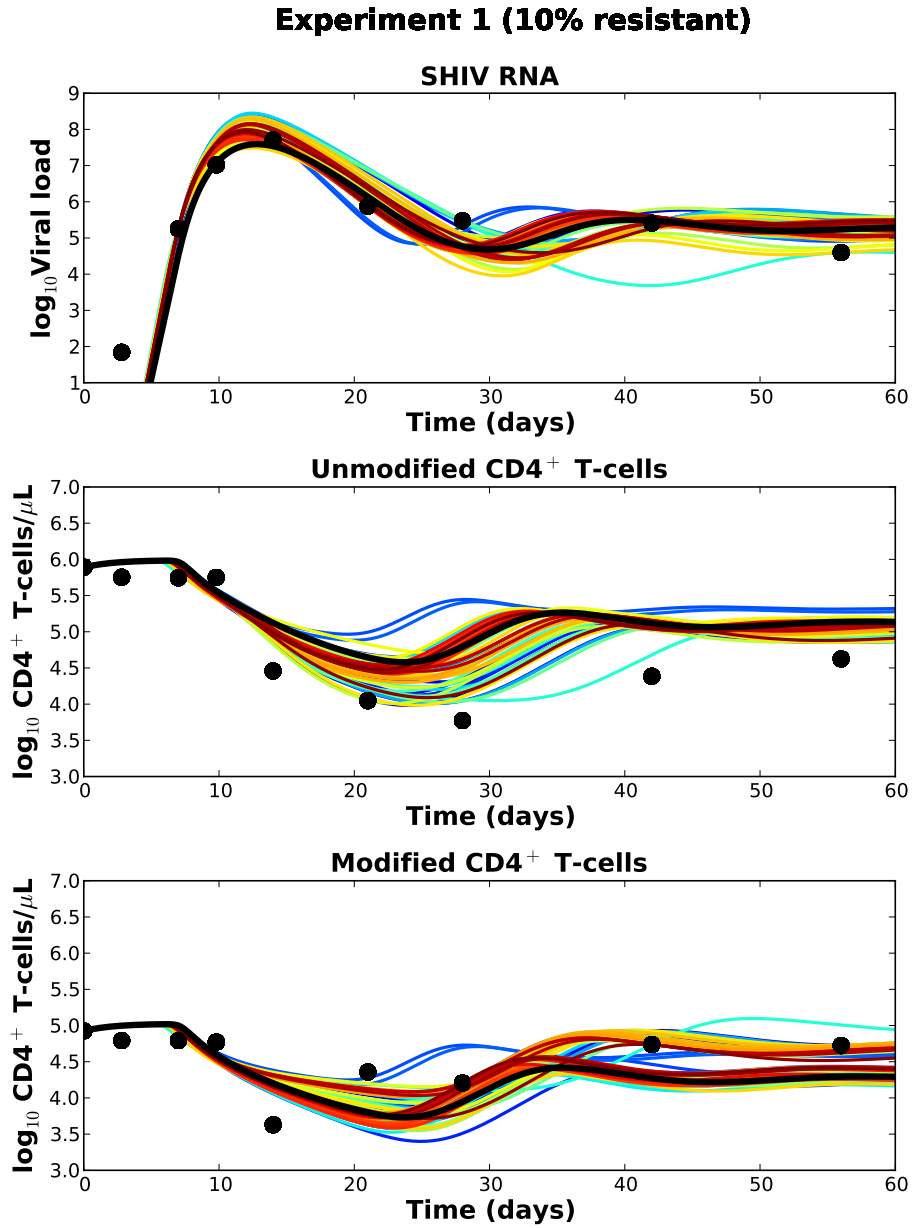 Experiment 1 (10% resistant)
SHIV RNA
log₁₀Viral load
9
8
7
6
5
4
3
2
1
0 10 20 30 40 50 60
Time (days)
Unmodified CD4⁺ T-cells
log₁₀ CD4⁺ T-cells/μL
7.0
6.5
6.0
5.5
5.0
4.5
4.0
3.5
3.0
0 10 20 30 40 50 60
Time (days)
Modified CD4⁺ T-cells
log₁₀ CD4⁺ T-cells/μL
7.0
6.5
6.0
5.5
5.0
4.5
4.0
3.5
3.0
0 10 20 30 40 50 60
Time (days)